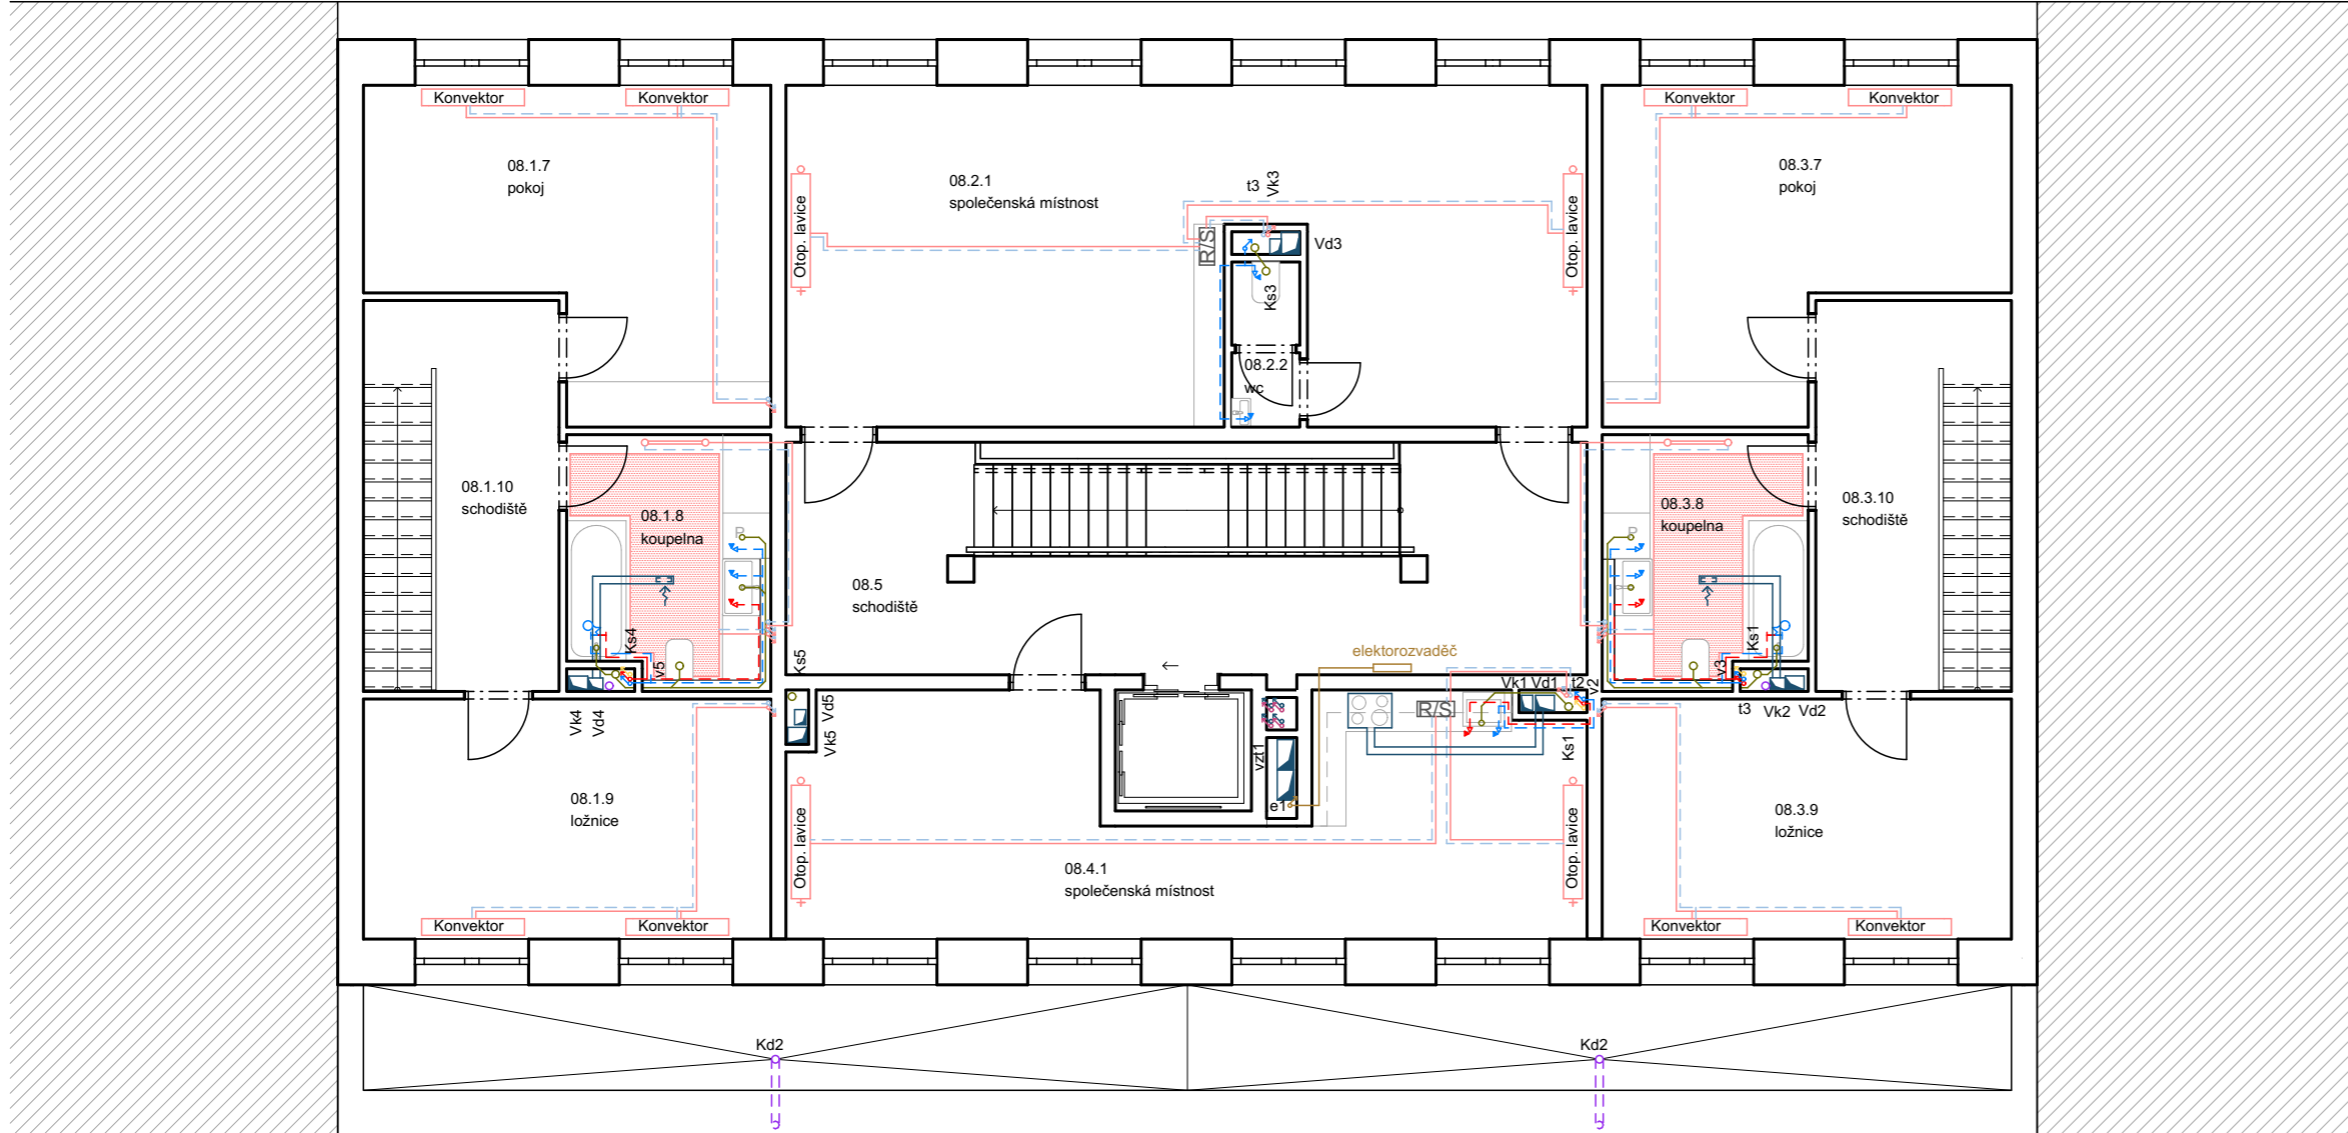 Konvektor
Konvektor
Konvektor
Konvektor
08.1.7
pokoj
08.2.1
společenská místnost
t3
Vk3
08.3.7
pokoj
Otop. lavice
R/S
Vd3
Otop. lavice
Ks3
08.2.2
wc
08.1.10
schodiště
08.1.8
koupelna
P
08.5
schodiště
P
08.3.8
koupelna
08.3.10
schodiště
Ks4
v5
Ks5
elektorozvaděč
Ks1
v3
Vk4
Vd4
Vd5
Vk5
R/S
Vk1
Vd1
t2
v2
t3
Vk2
Vd2
vzt1
Ks1
e1
08.1.9
ložnice
Otop. lavice
Otop. lavice
08.3.9
ložnice
08.4.1
společenská místnost
Konvektor
Konvektor
Konvektor
Konvektor
Kd2
Kd2